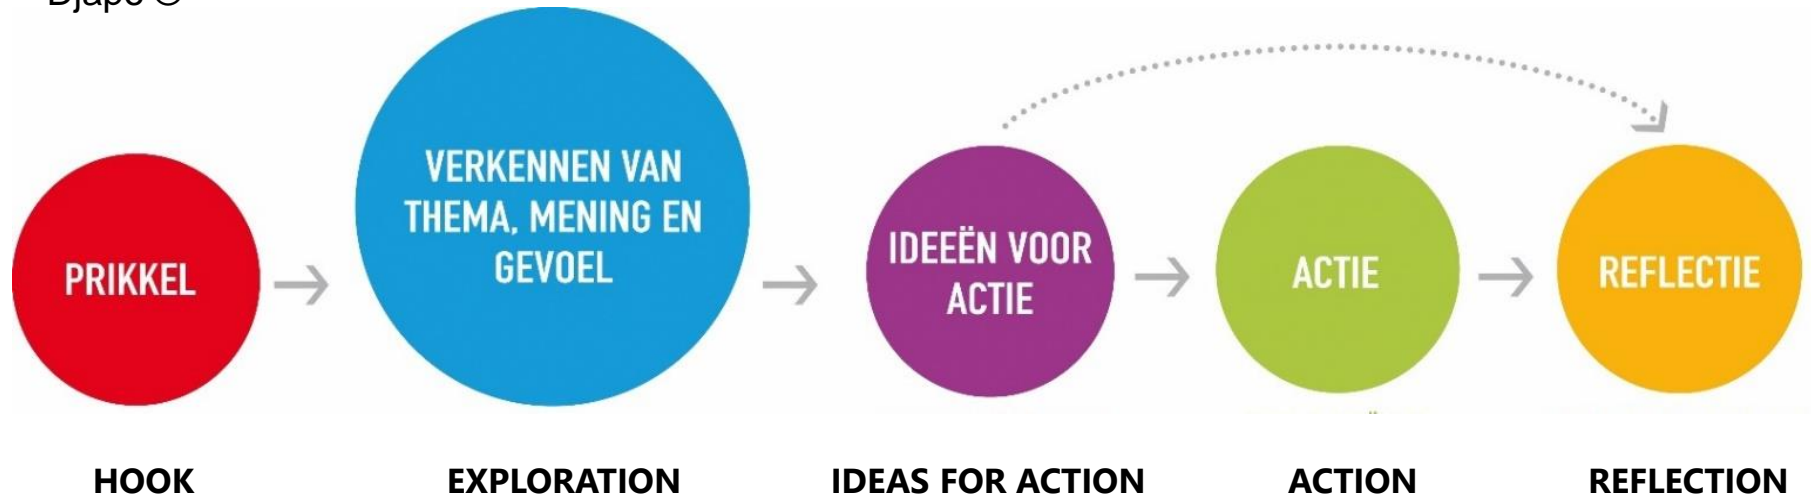 Djapo ©
PRIKKEL
VERKENNEN VAN
THEMA, MENING EN
GEVOEL
IDEEËN VOOR
ACTIE
ACTIE
REFLECTIE
HOOK
EXPLORATION
IDEAS FOR ACTION
ACTION
REFLECTION